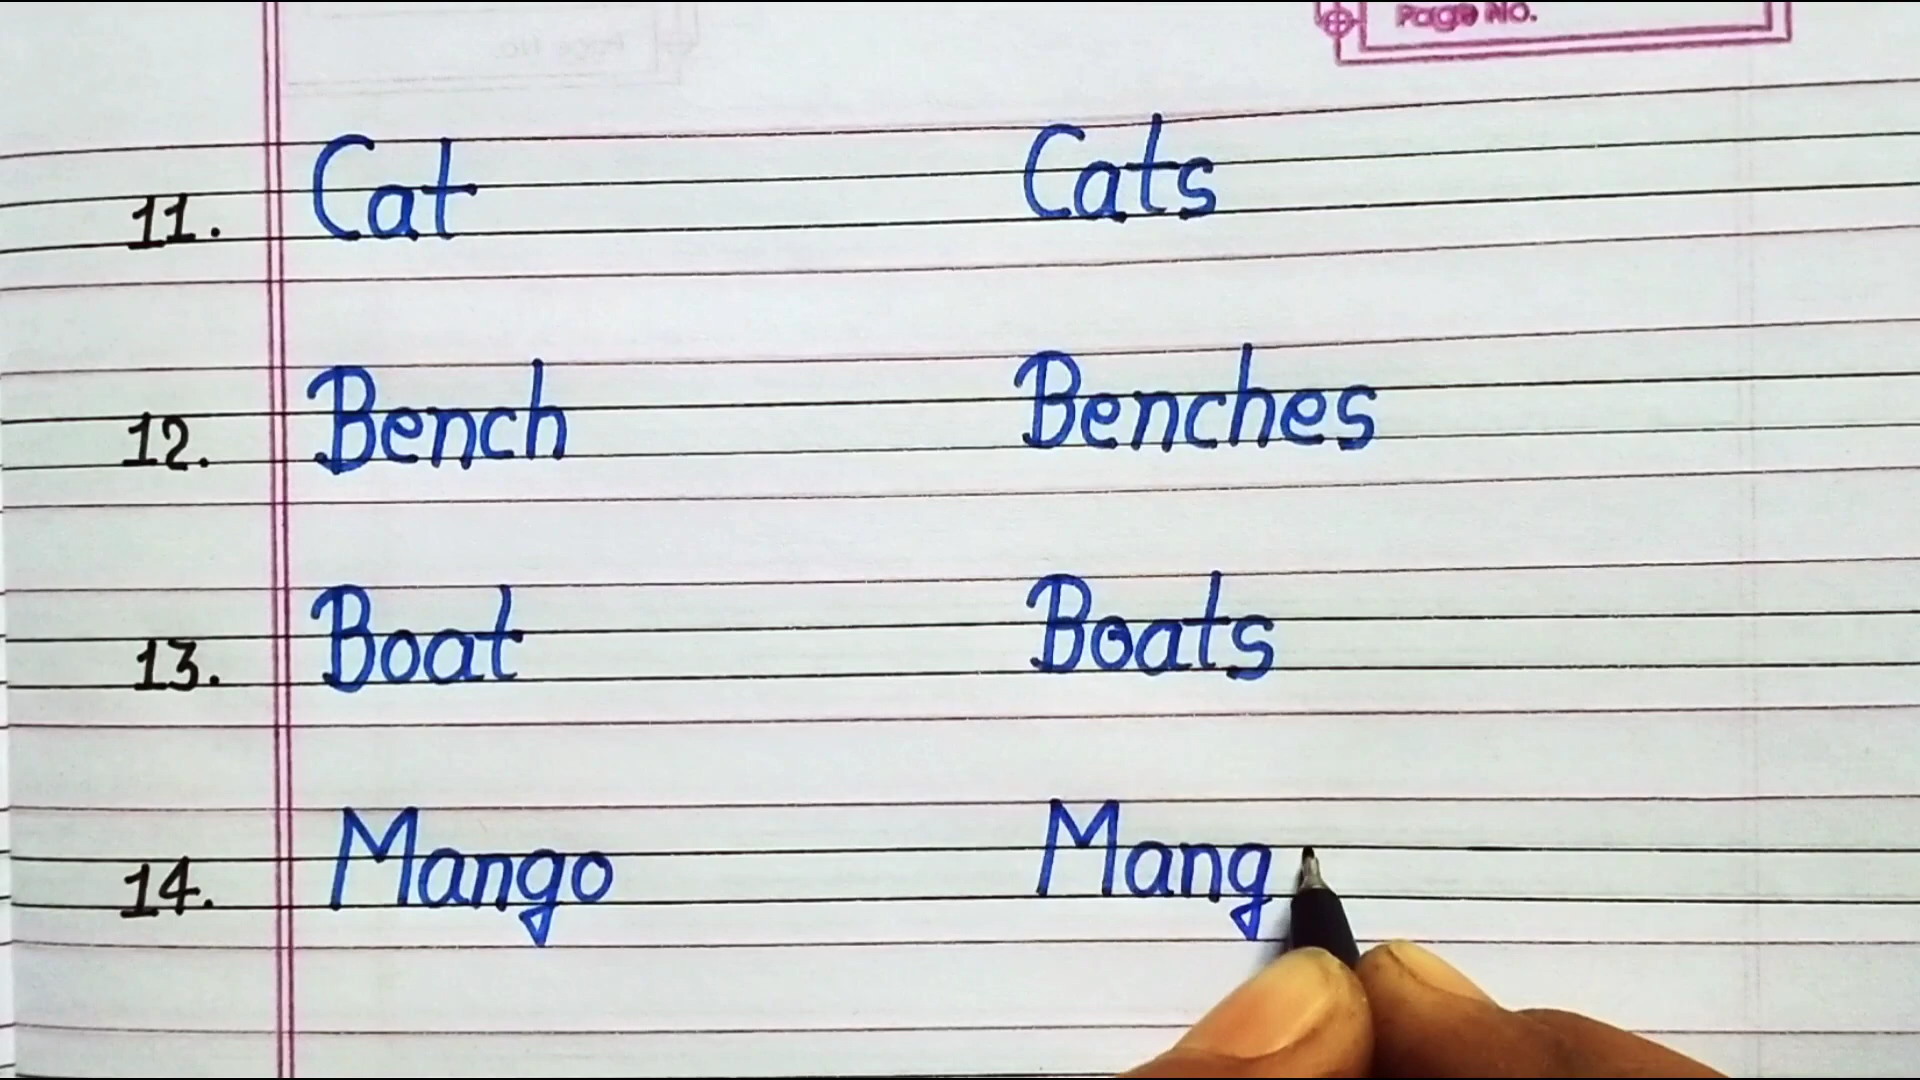 Page No.
11. Cat Cats
12. Bench Benches
13. Boat Boats
14. Mango Mang